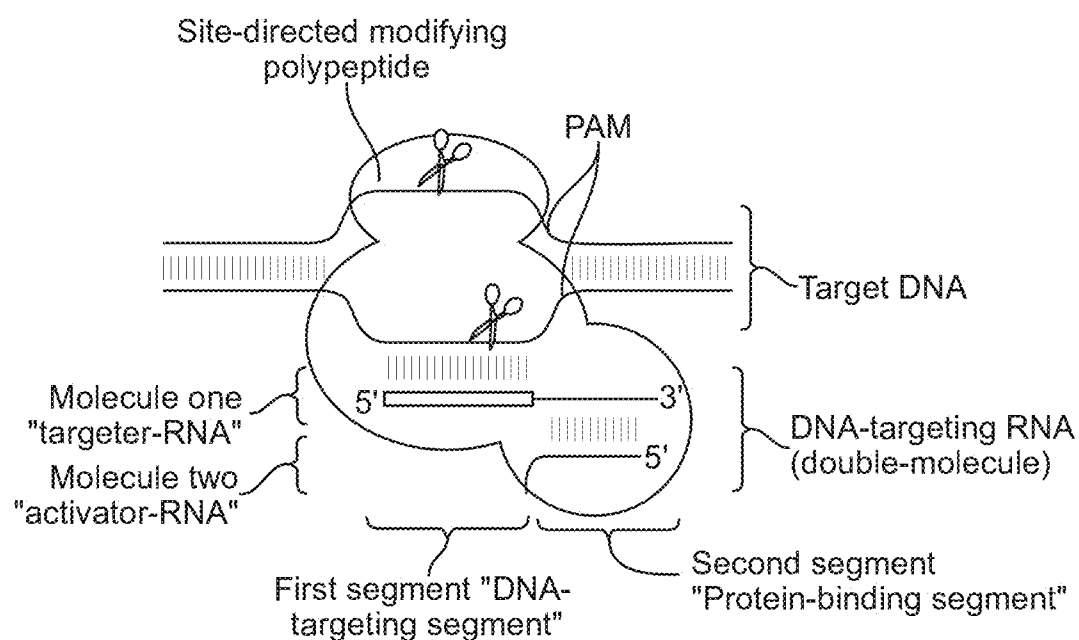 Site-directed modifying
polypeptide
PAM
Target DNA
Molecule one
"targeter-RNA"
5'
3'
Molecule two
"activator-RNA"
5'
DNA-targeting RNA
(double-molecule)
First segment "DNA-
targeting segment"
Second segment
"Protein-binding segment"